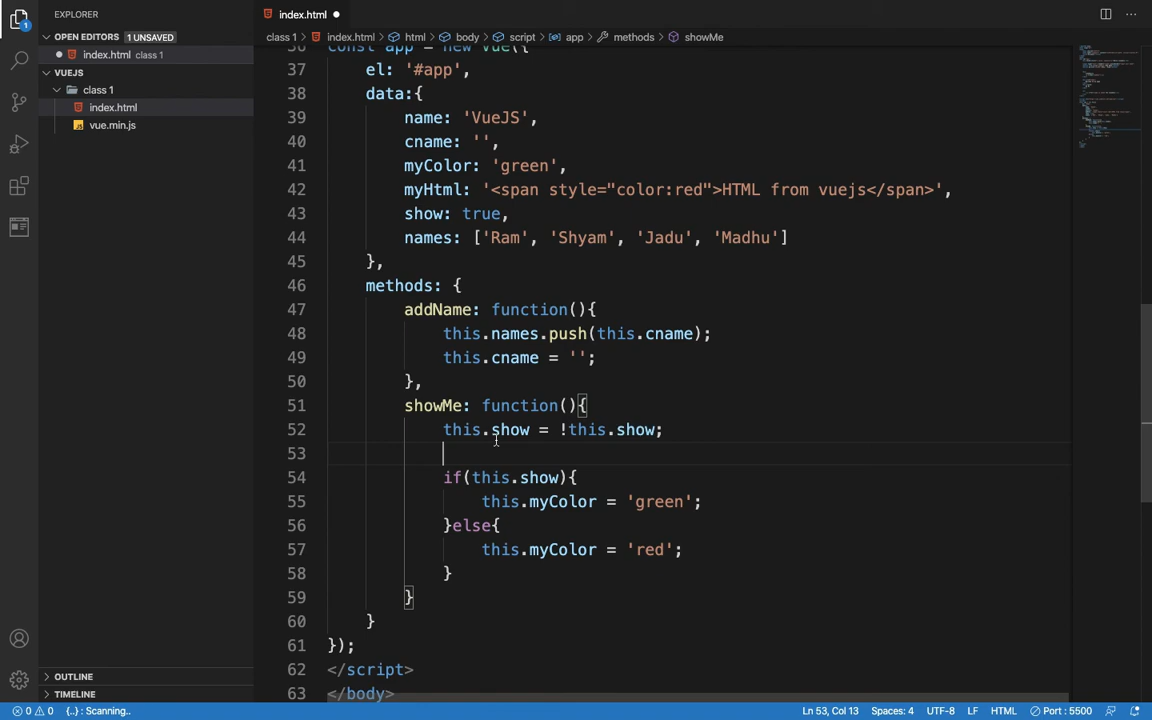 EXPLORER
index.html
OPEN EDITORS 1 UNSAVED
class 1 index.html html body script app methods showMe
index.html class 1
VUEJS
class 1
index.html
vue.min.js
1
36 const app = new Vue({
37 el: '#app',
38 data:{
39 name: 'VueJS',
40 cname: '',
41 myColor: 'green',
42 myHtml: '<span style="color:red">HTML from vuejs</span>',
43 show: true,
44 names: ['Ram', 'Shyam', 'Jadu', 'Madhu']
45 },
46 methods: {
47 addName: function(){
48 this.names.push(this.cname);
49 this.cname = '';
50 },
51 showMe: function(){
52 this.show = !this.show;
53
54 if(this.show){
55 this.myColor = 'green';
56 }else{
57 this.myColor = 'red';
58 }
59 }
60 }
61 });
62 </script>
63 </body>
OUTLINE
TIMELINE
0 0 {..} : Scanning.. Ln 53, Col 13 Spaces: 4 UTF-8 LF HTML Port : 5500